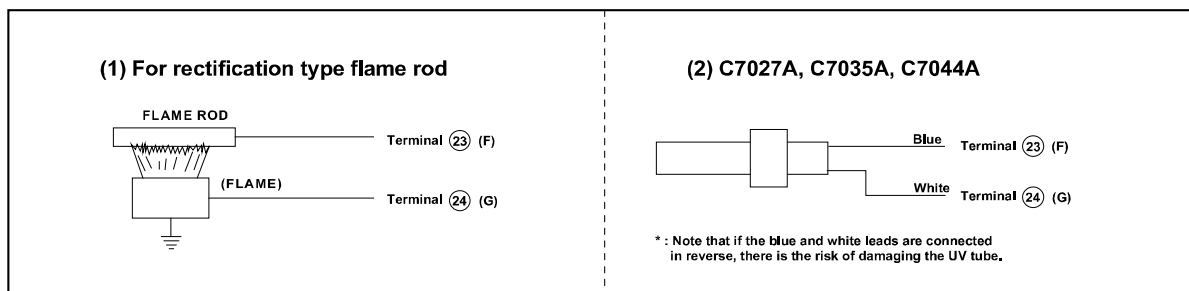 (1) For rectification type flame rod
FLAME ROD
Terminal 23 (F)
(FLAME)
Terminal 24 (G)
(2) C7027A, C7035A, C7044A
Blue Terminal 23 (F)
White Terminal 24 (G)
* : Note that if the blue and white leads are connected
in reverse, there is the risk of damaging the UV tube.